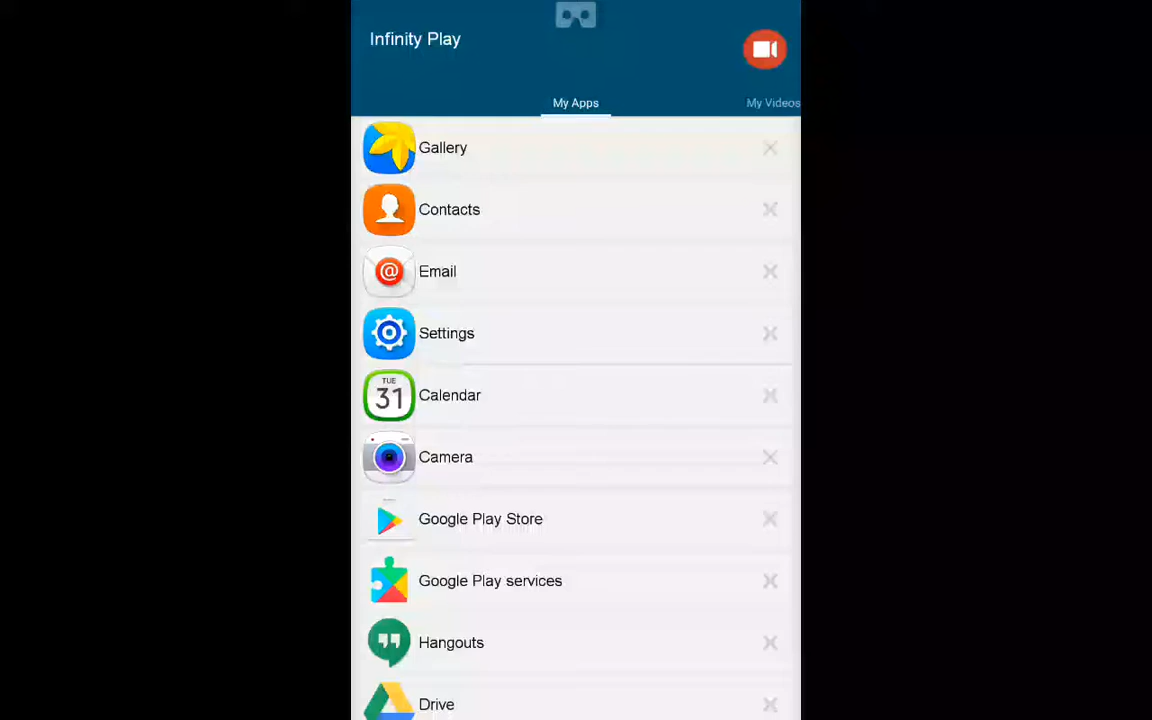 Infinity Play
My Apps
My Videos
Gallery
Contacts
@
Email
Settings
TUE
31
Calendar
Camera
Google Play Store
Google Play services
Hangouts
Drive